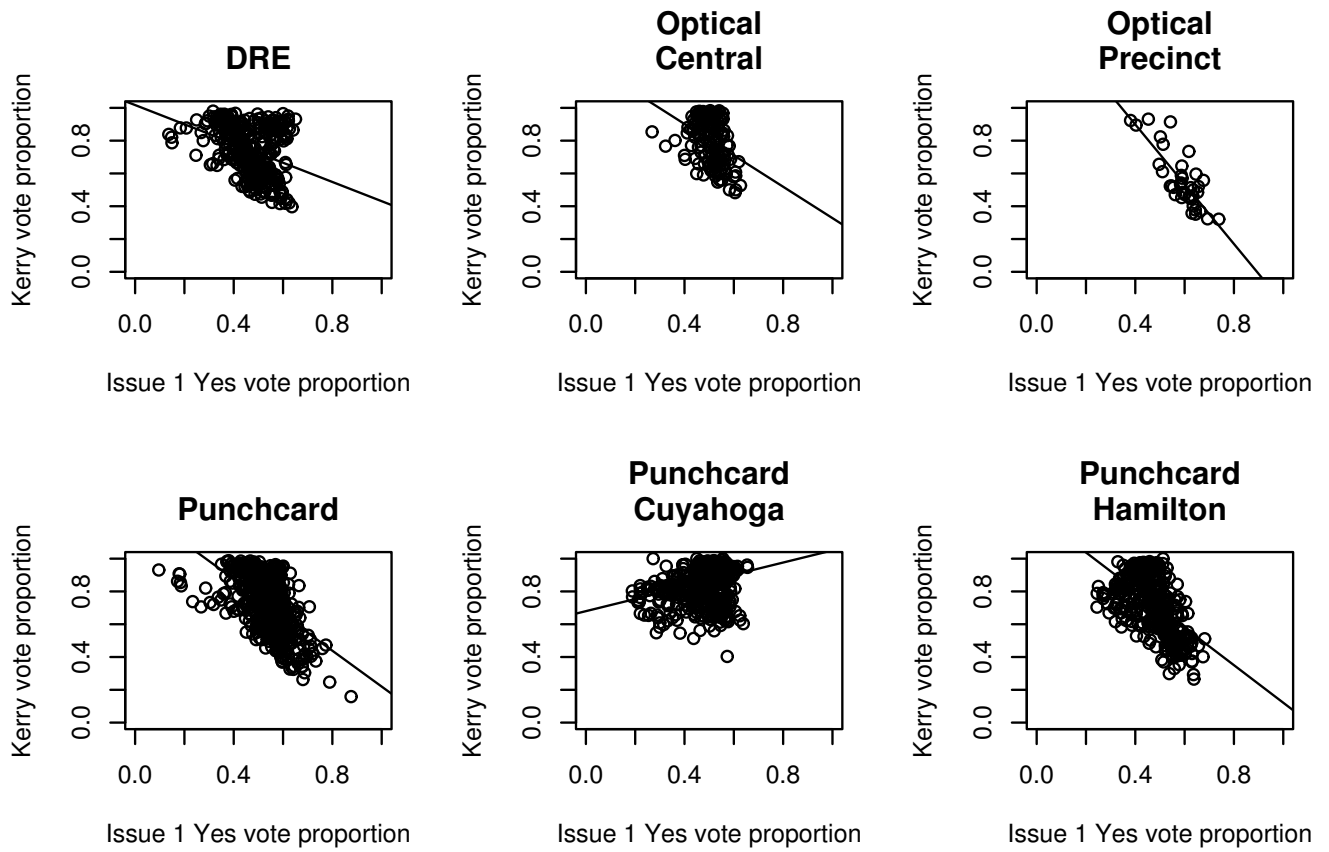 DRE
Kerry vote proportion
0.0 0.4 0.8
0.0 0.4 0.8
Issue 1 Yes vote proportion
Optical
Central
Kerry vote proportion
0.0 0.4 0.8
0.0 0.4 0.8
Issue 1 Yes vote proportion
Optical
Precinct
Kerry vote proportion
0.0 0.4 0.8
0.0 0.4 0.8
Issue 1 Yes vote proportion
Punchcard
Kerry vote proportion
0.0 0.4 0.8
0.0 0.4 0.8
Issue 1 Yes vote proportion
Punchcard
Cuyahoga
Kerry vote proportion
0.0 0.4 0.8
0.0 0.4 0.8
Issue 1 Yes vote proportion
Punchcard
Hamilton
Kerry vote proportion
0.0 0.4 0.8
0.0 0.4 0.8
Issue 1 Yes vote proportion